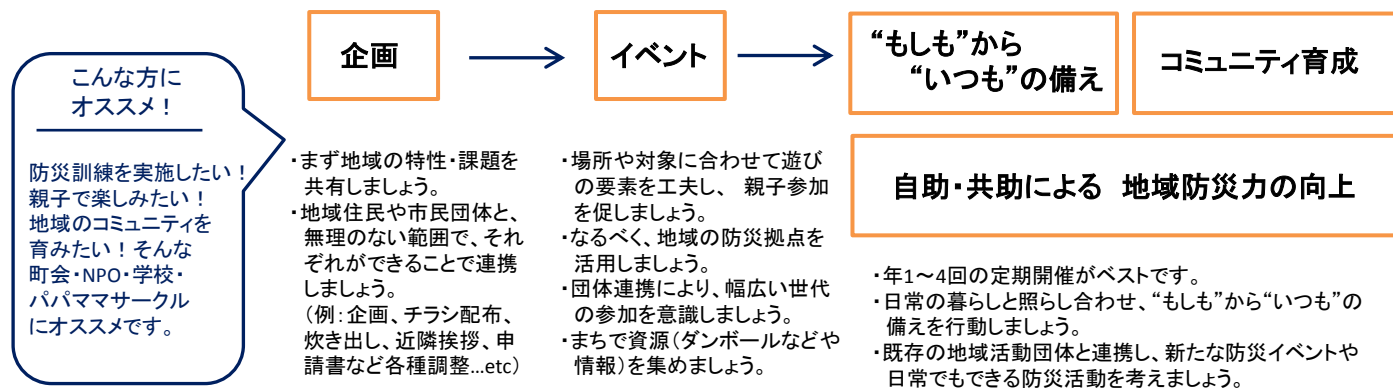 こんな方に
オススメ！
防災訓練を実施したい！
親子で楽しみたい！
地域のコミュニティを
育みたい！そんな
町会・NPO・学校・
パパママサークル
にオススメです。
企画
・まず地域の特性・課題を
共有しましょう。
・地域住民や市民団体と、
無理のない範囲で、それ
ぞれができることで連携
しましょう。
（例：企画、チラシ配布、
炊き出し、近隣挨拶、申
請書など各種調整…etc）
イベント
・場所や対象に合わせて遊び
の要素を工夫し、 親子参加
を促しましょう。
・なるべく、地域の防災拠点を
活用しましょう。
・団体連携により、幅広い世代
の参加を意識しましょう。
・まちで資源（ダンボールなどや
情報）を集めましょう。
“もしも”から
“いつも”の備え
コミュニティ育成
自助・共助による 地域防災力の向上
・年1～4回の定期開催がベストです。
・日常の暮らしと照らし合わせ、“もしも”から“いつも”の
備えを行動しましょう。
・既存の地域活動団体と連携し、新たな防災イベントや
日常でもできる防災活動を考えましょう。